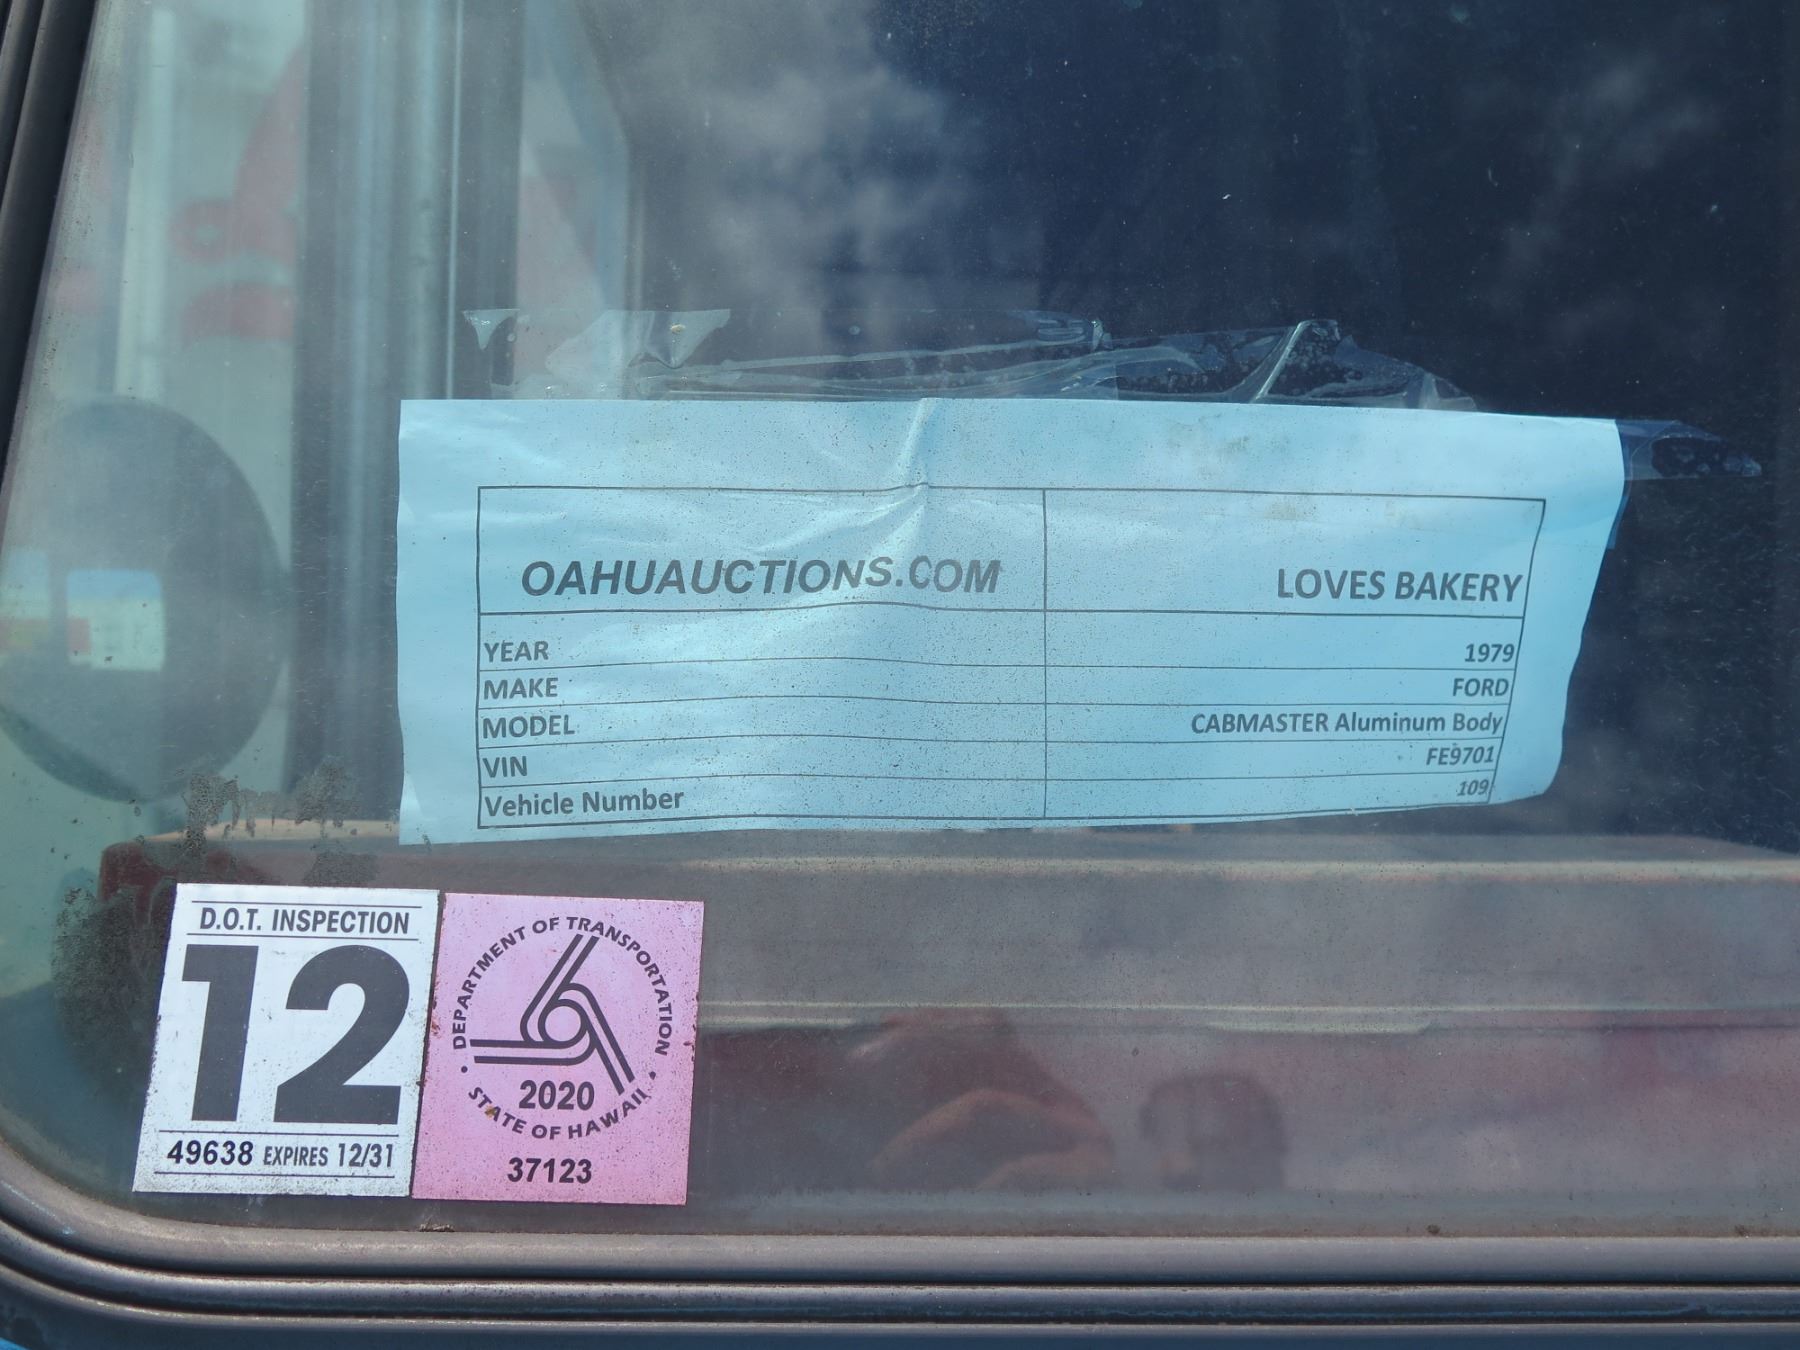 OAHUAUCTIONS.COM LOVES BAKERY
YEAR 1979
MAKE FORD
MODEL CABMASTER Aluminum Body
VIN FE9701
Vehicle Number 109
D.O.T. INSPECTION
12
49638 EXPIRES 12/31
• DEPARTMENT OF TRANSPORTATION •
2020
STATE OF HAWAII
37123